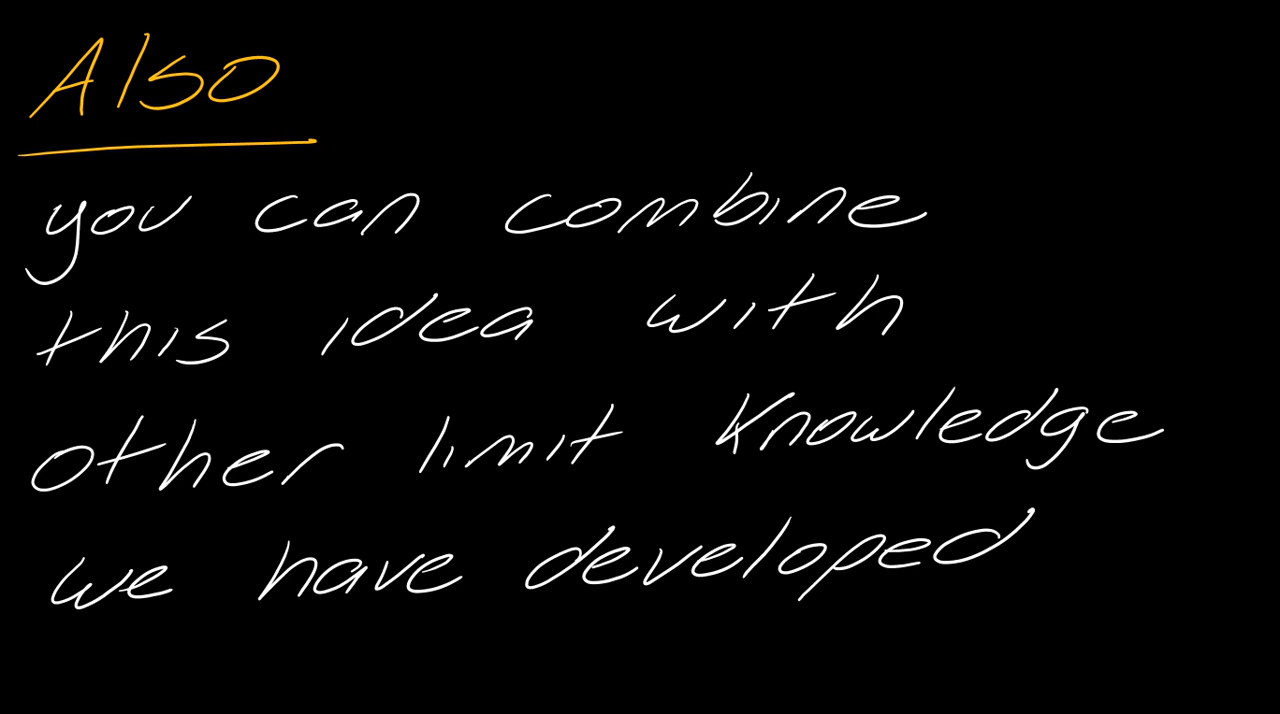 Also
you can combine
this idea with
other limit knowledge
we have developed